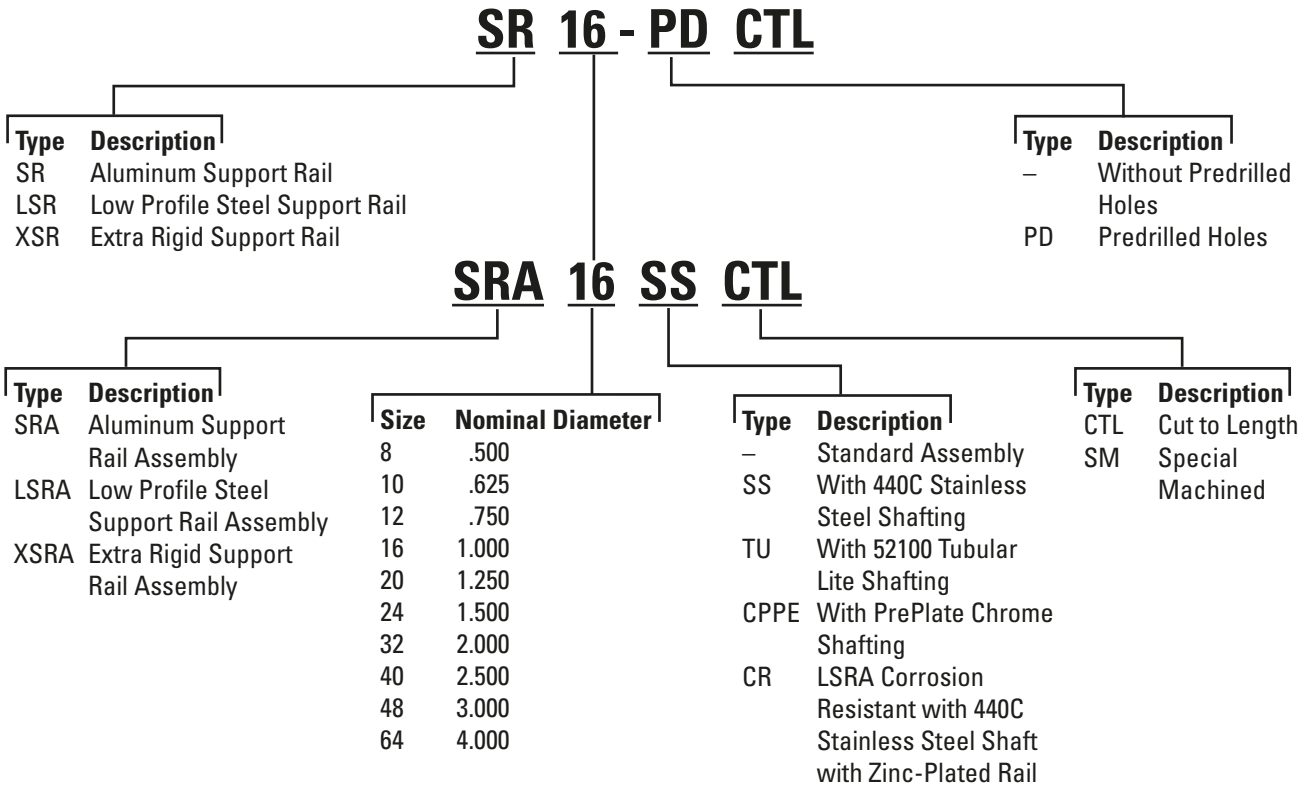 SR 16 - PD CTL
Type Description
SR Aluminum Support Rail
LSR Low Profile Steel Support Rail
XSR Extra Rigid Support Rail
Type Description
– Without Predrilled
Holes
PD Predrilled Holes
SRA 16 SS CTL
Type Description
SRA Aluminum Support
Rail Assembly
LSRA Low Profile Steel
Support Rail Assembly
XSRA Extra Rigid Support
Rail Assembly
Size Nominal Diameter
8 .500
10 .625
12 .750
16 1.000
20 1.250
24 1.500
32 2.000
40 2.500
48 3.000
64 4.000
Type Description
– Standard Assembly
SS With 440C Stainless
Steel Shafting
TU With 52100 Tubular
Lite Shafting
CPPE With PrePlate Chrome
Shafting
CR LSRA Corrosion
Resistant with 440C
Stainless Steel Shaft
with Zinc-Plated Rail
Type Description
CTL Cut to Length
SM Special
Machined